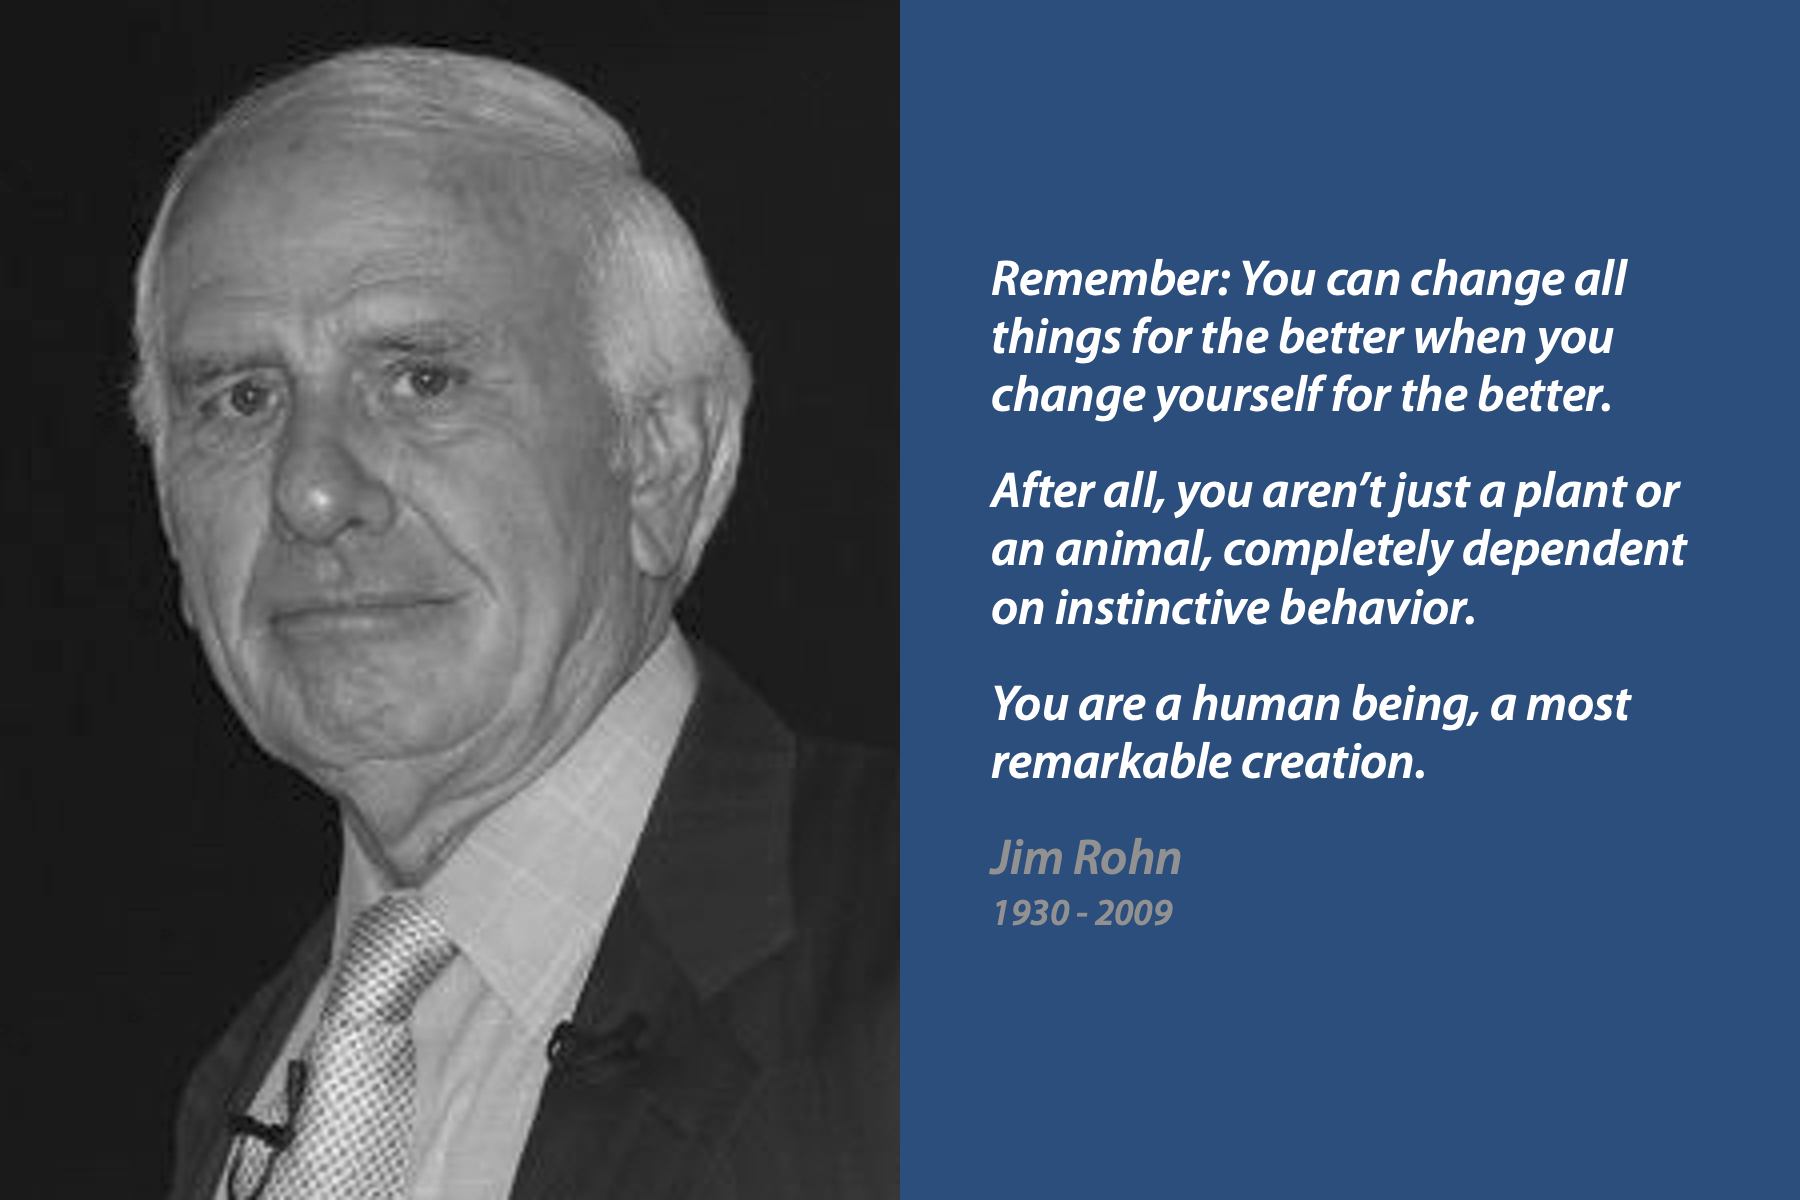 Remember: You can change all
things for the better when you
change yourself for the better.
After all, you aren’t just a plant or
an animal, completely dependent
on instinctive behavior.
You are a human being, a most
remarkable creation.
Jim Rohn
1930 - 2009